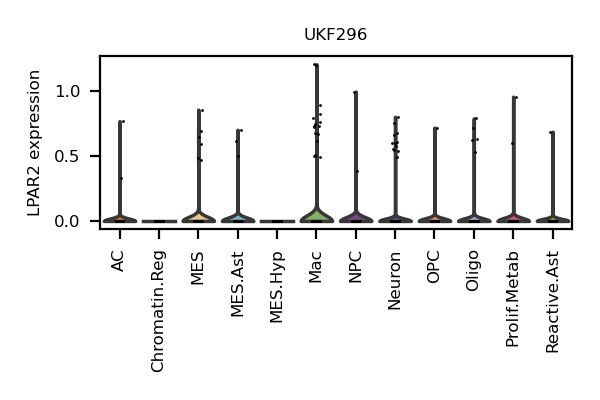 UKF296
LPAR2 expression
1.0
0.5
0.0
AC
Chromatin.Reg
MES
MES.Ast
MES.Hyp
Mac
NPC
Neuron
OPC
Oligo
Prolif.Metab
Reactive.Ast